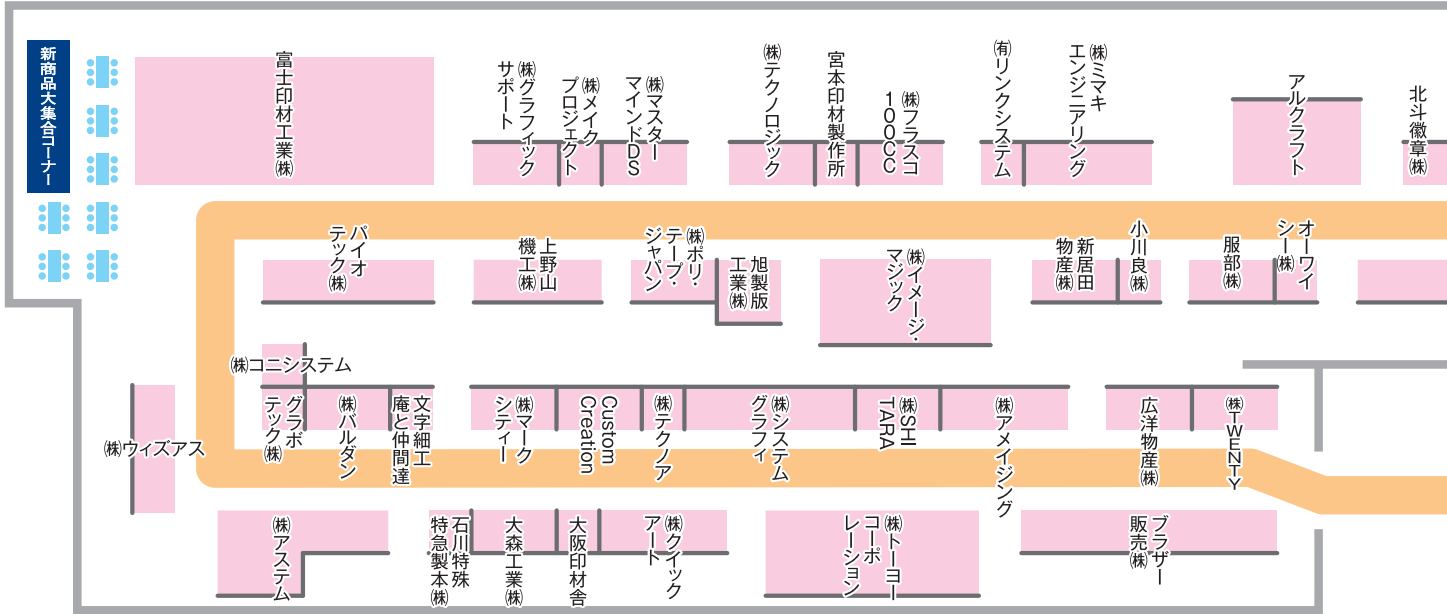 新商品大集合コーナー
富士印材工業㈱
㈱グラフィック
サポート
㈱メイク
プロジェクト
㈱マスター
マインドDS
㈱テクノロジック
宮本印材製作所
㈱フラスコ
100CC
㈲リンクシステム
㈱ミマキ
エンジニアリング
アルクラフト
北斗徽章㈱
パイオ
テック㈱
上野山
機工㈱
㈱ポリ・
テープ・
ジャパン
旭製版
工業㈱
㈱イメージ・
マジック
新居田
物産㈱
小川良㈱
服部㈱
オーワイ
シー㈱
㈱コニシステム
グラボ
テック㈱
㈱バルダン
文字細工
庵と仲間達
㈱マーク
シティー
Custom
Creation
㈱テクノア
㈱システム
グラフィ
㈱SHI
TARA
㈱アメイジング
広洋物産㈱
㈱TWENTY
㈱ウィズアス
㈱アステム
石川特殊
特急製本㈱
大森工業㈱
大阪印材舎
㈱クイック
アート
㈱トーヨー
コーポ
レーション
ブラザー
販売㈱